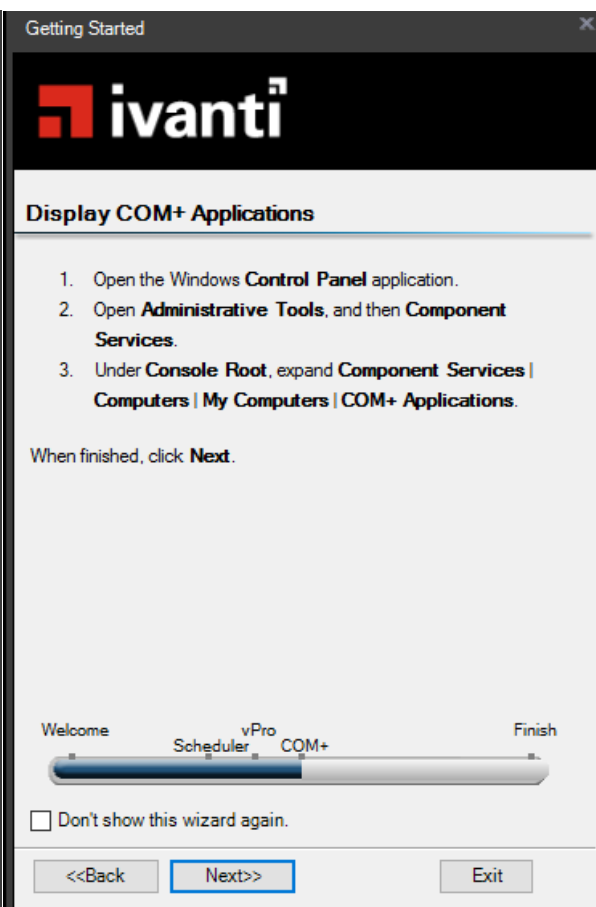 Getting Started
ivanti
Display COM+ Applications
1. Open the Windows Control Panel application.
2. Open Administrative Tools, and then Component
Services.
3. Under Console Root, expand Component Services |
Computers | My Computers | COM+ Applications.
When finished, click Next.
Welcome vPro Finish
Scheduler COM+
Don't show this wizard again.
<<Back Next>> Exit